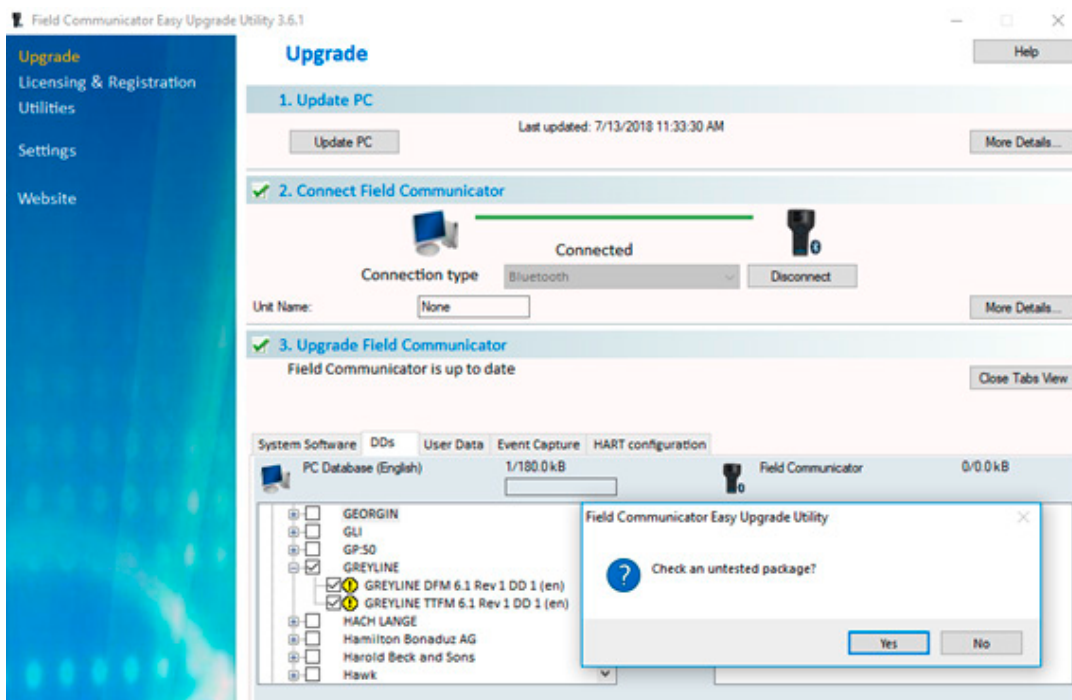 Field Communicator Easy Upgrade Utility 3.6.1
Upgrade
Licensing & Registration
Utilities
Settings
Website
Upgrade
Help
1. Update PC
Update PC
Last updated: 7/13/2018 11:33:30 AM
More Details...
2. Connect Field Communicator
Connected
Connection type
Bluetooth
Disconnect
Unit Name:
None
More Details...
3. Upgrade Field Communicator
Field Communicator is up to date
Close Tabs View
System Software DDs User Data Event Capture HART configuration
PC Database (English) 1/180.0 kB Field Communicator 0/0.0 kB
GEORGIN
GLI
GP:50
GREYLINE
GREYLINE DFM 6.1 Rev 1 DD 1 (en)
GREYLINE TTFM 6.1 Rev 1 DD 1 (en)
HACH LANGE
Hamilton Bonaduz AG
Harold Beck and Sons
Hawk
Field Communicator Easy Upgrade Utility
Check an untested package?
Yes No